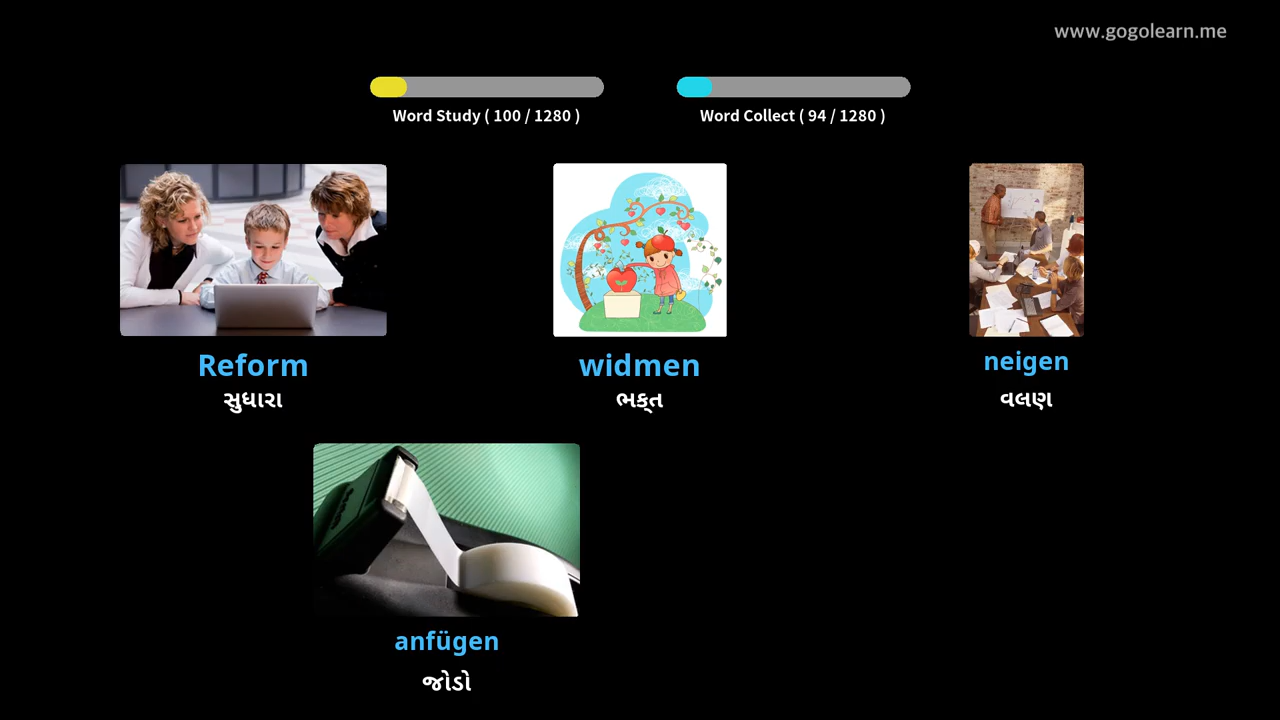 www.gogolearn.me
Word Study ( 100 / 1280 )
Word Collect ( 94 / 1280 )
Reform
સુધારા
widmen
ભક્ત
neigen
વલણ
anfügen
જોડો